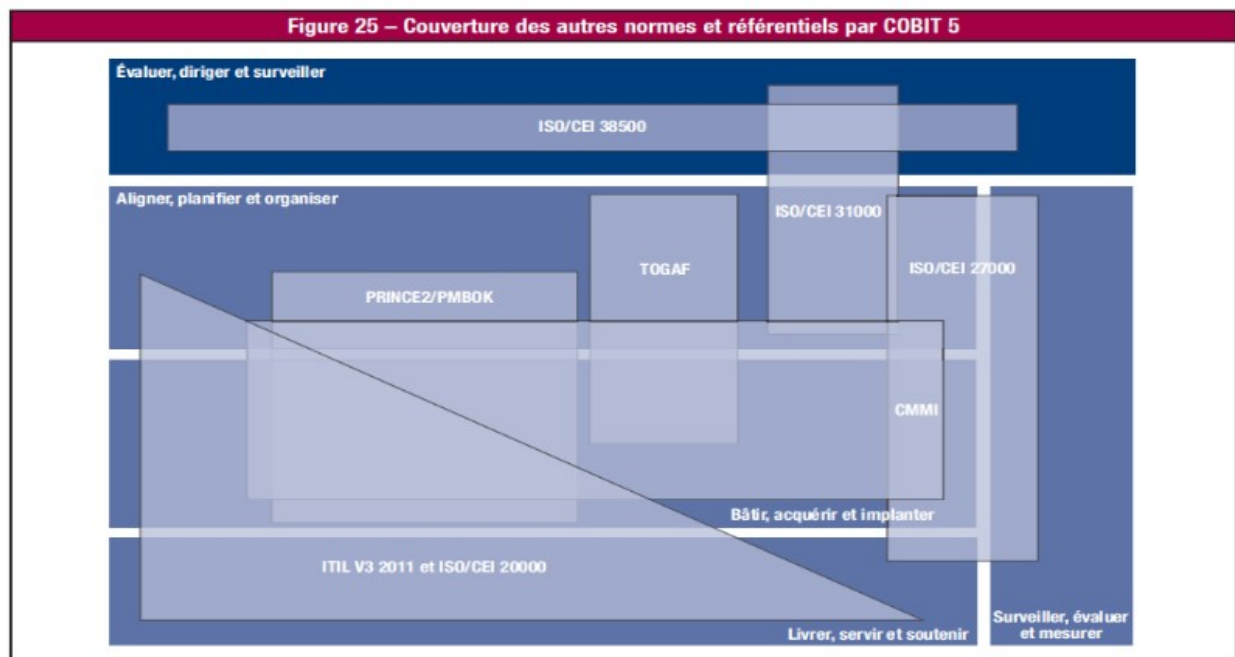 Figure 25 – Couverture des autres normes et référentiels par COBIT 5
Évaluer, diriger et surveiller
ISO/CEI 38500
Aligner, planifier et organiser
ISO/CEI 31000
TOGAF
ISO/CEI 27000
PRINCE2/PMBOK
CMMI
Bâtir, acquérir et implanter
ITIL V3 2011 et ISO/CEI 20000
Livrer, servir et soutenir
Surveiller, évaluer
et mesurer